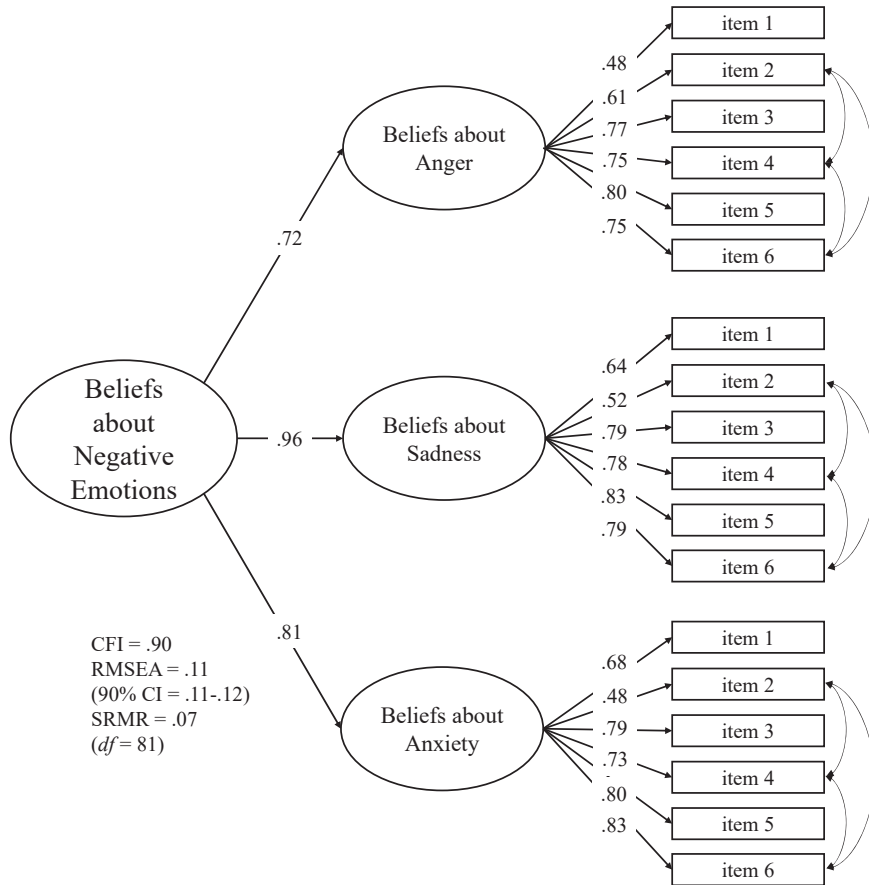 item 1
.48
item 2
.61
item 3
Beliefs about
Anger
.77
item 4
.75
.80
item 5
.75
item 6
.72
item 1
.64
item 2
.52
Beliefs
about
Negative
Emotions
.96
Beliefs about
Sadness
.79
item 3
.78
item 4
.83
item 5
.79
item 6
.81
item 1
.68
item 2
.48
Beliefs about
Anxiety
.79
item 3
.73
item 4
.80
item 5
.83
item 6
CFI = .90
RMSEA = .11
(90% CI = .11-.12)
SRMR = .07
(df = 81)